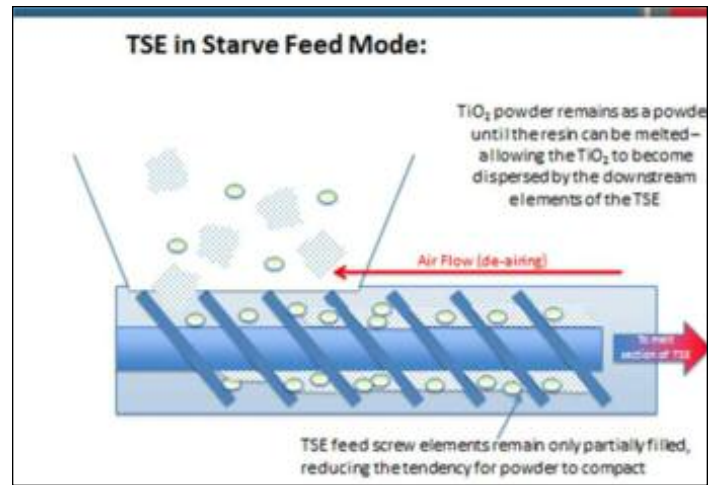 TSE in Starve Feed Mode:
TiO₂ powder remains as a powde
until the resin can be melted–
allowing the TiO₂ to become
dispersed by the downstream
elements of the TSE
Air Flow (de-airing)
To melt
section of TSE
TSE feed screw elements remain only partially filled,
reducing the tendency for powder to compact